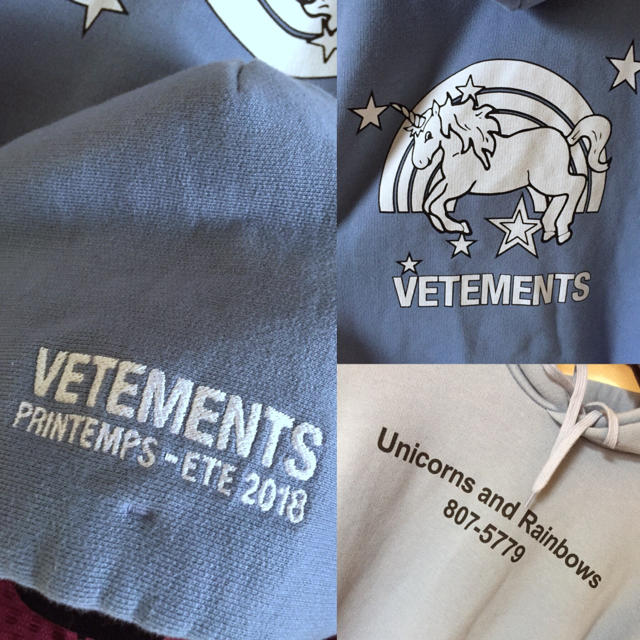 VETEMENTS
PRINTEMPS - ETE 2018
VETEMENTS
Unicorns and Rainbows
807-5779